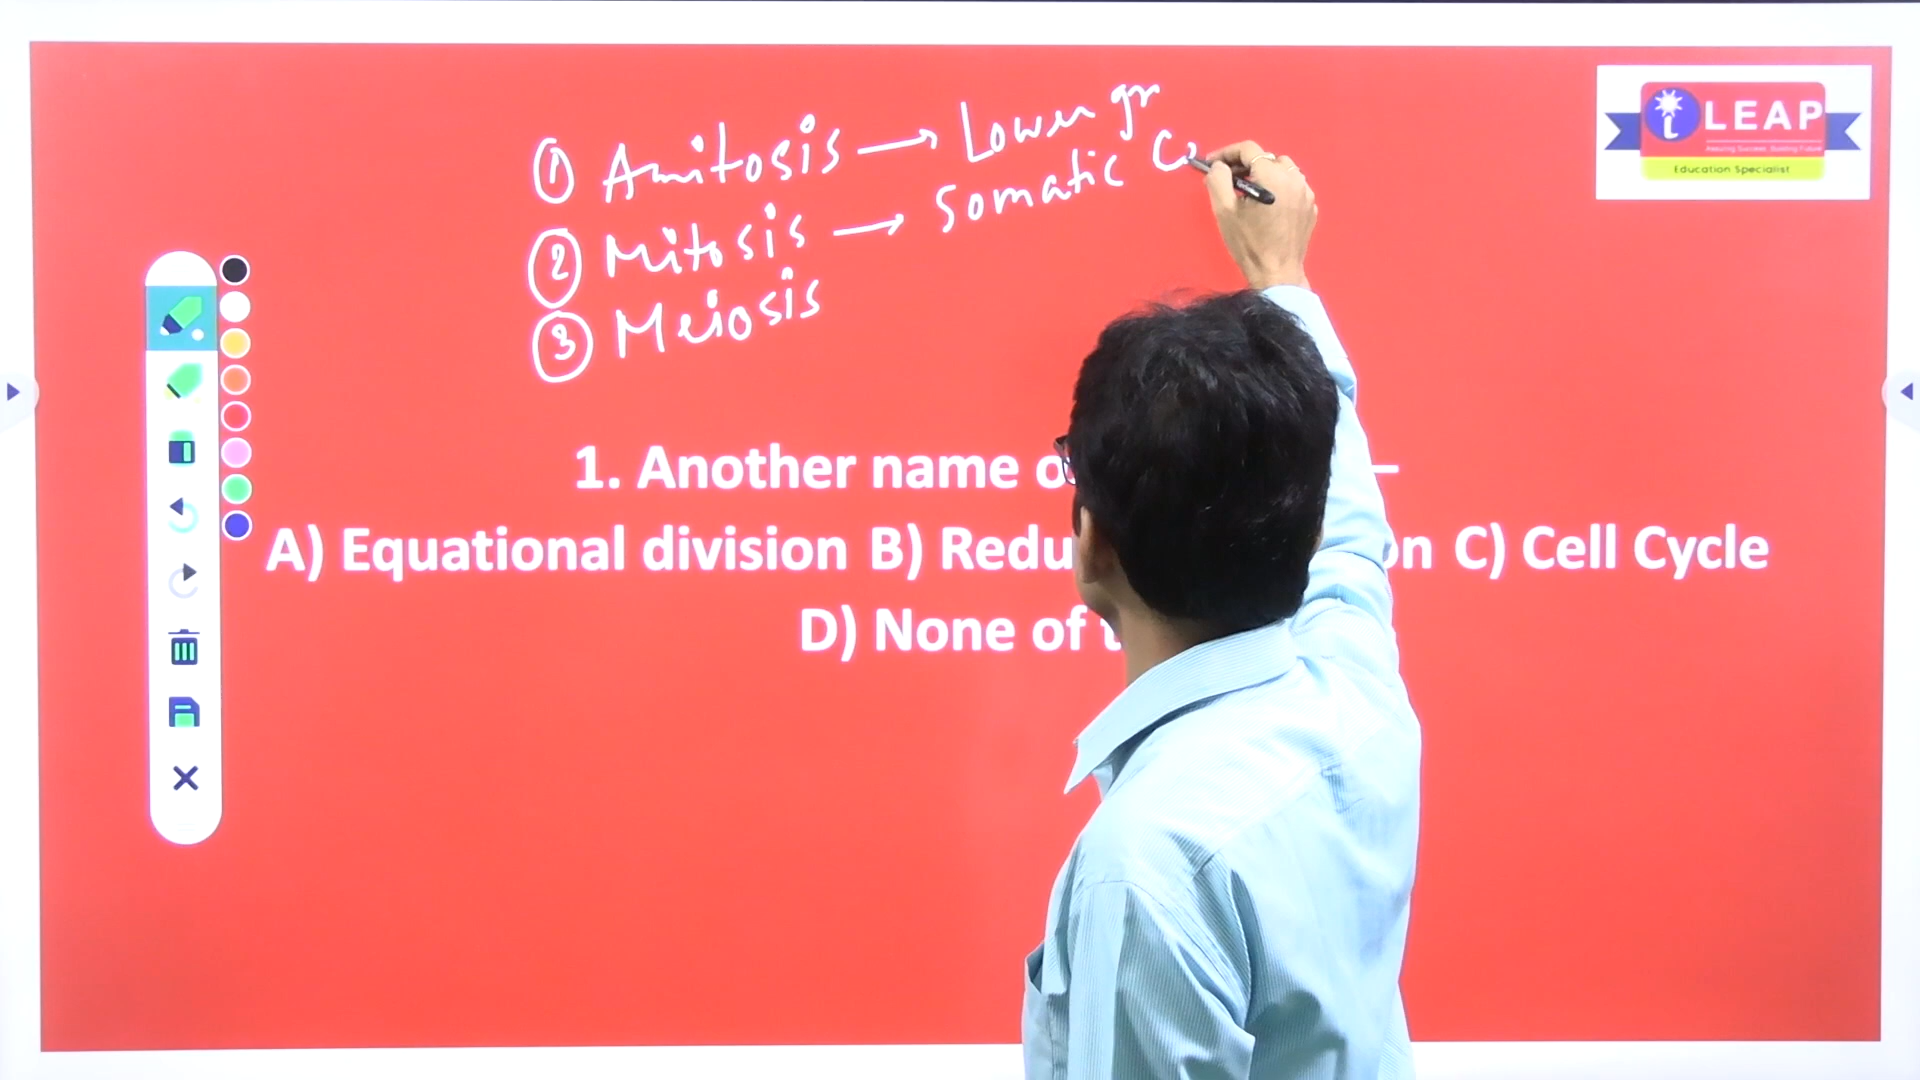 ① Amitosis → Lower gr
② Mitosis → Somatic C
③ Meiosis
1. Another name o –
A) Equational division B) Redu on C) Cell Cycle
D) None of t
i LEAP
Education Specialist